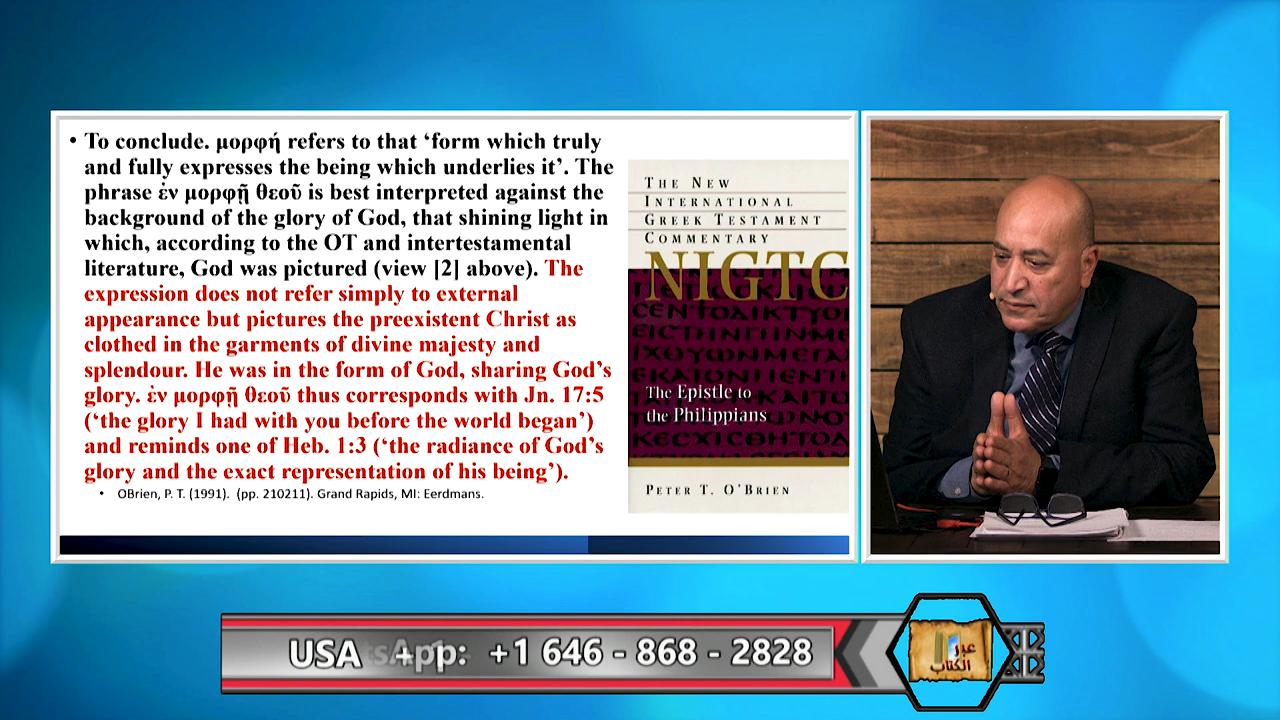 • To conclude. μορφή refers to that ‘form which truly
and fully expresses the being which underlies it’. The
phrase ἐν μορφῇ θεοῦ is best interpreted against the
background of the glory of God, that shining light in
which, according to the OT and intertestamental
literature, God was pictured (view [2] above). The
expression does not refer simply to external
appearance but pictures the preexistent Christ as
clothed in the garments of divine majesty and
splendour. He was in the form of God, sharing God’s
glory. ἐν μορφῇ θεοῦ thus corresponds with Jn. 17:5
(‘the glory I had with you before the world began’)
and reminds one of Heb. 1:3 (‘the radiance of God’s
glory and the exact representation of his being’).
• OBrien, P. T. (1991). (pp. 210211). Grand Rapids, MI: Eerdmans.
THE NEW
INTERNATIONAL
GREEK TESTAMENT
COMMENTARY
NIGTC
The Epistle to
the Philippians
PETER T. O’BRIEN
USA App: +1 646 - 868 - 2828
عبر
الكتاب